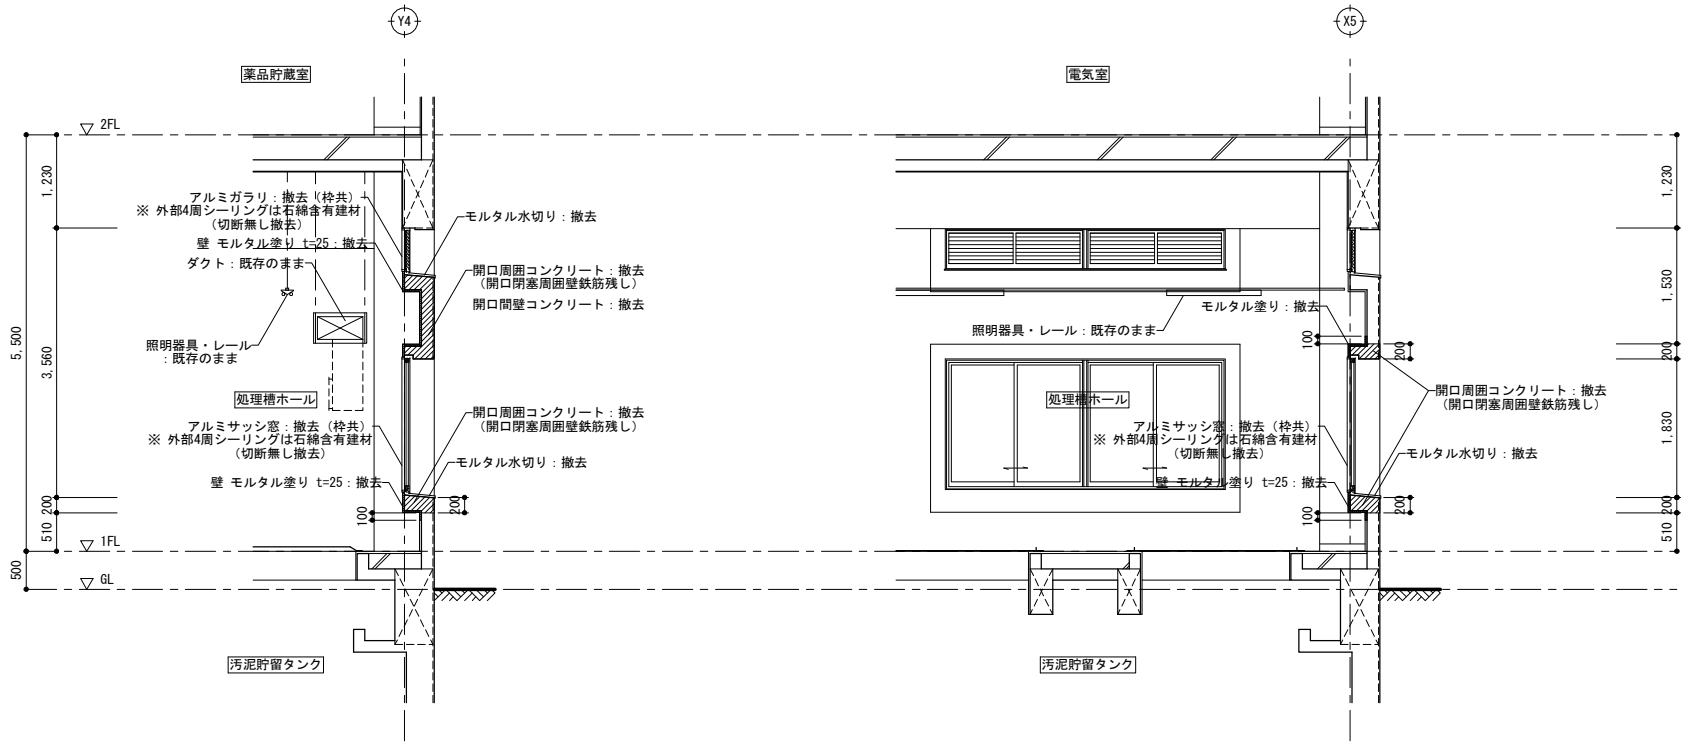 Y4
X5
薬品貯蔵室
電気室
2FL
1,230
5,500
3,560
200
510
500
1FL
GL
アルミガラリ：撤去（枠共）
※ 外部4周シーリングは石綿含有建材
（切断無し撤去）
壁 モルタル塗り t=25：撤去
ダクト：既存のまま
照明器具・レール
：既存のまま
処理槽ホール
アルミサッシ窓：撤去（枠共）
※ 外部4周シーリングは石綿含有建材
（切断無し撤去）
壁 モルタル塗り t=25：撤去
100
200
モルタル水切り：撤去
開口周囲コンクリート：撤去
（開口閉塞周囲壁鉄筋残し）
開口間壁コンクリート：撤去
開口周囲コンクリート：撤去
（開口閉塞周囲壁鉄筋残し）
モルタル水切り：撤去
汚泥貯留タンク
モルタル塗り：撤去
照明器具・レール：既存のまま
100
200
処理槽ホール
アルミサッシ窓：撤去（枠共）
※ 外部4周シーリングは石綿含有建材
（切断無し撤去）
壁 モルタル塗り t=25：撤去
100
200
開口周囲コンクリート：撤去
（開口閉塞周囲壁鉄筋残し）
モルタル水切り：撤去
汚泥貯留タンク
1,230
1,530
200
1,830
200
510